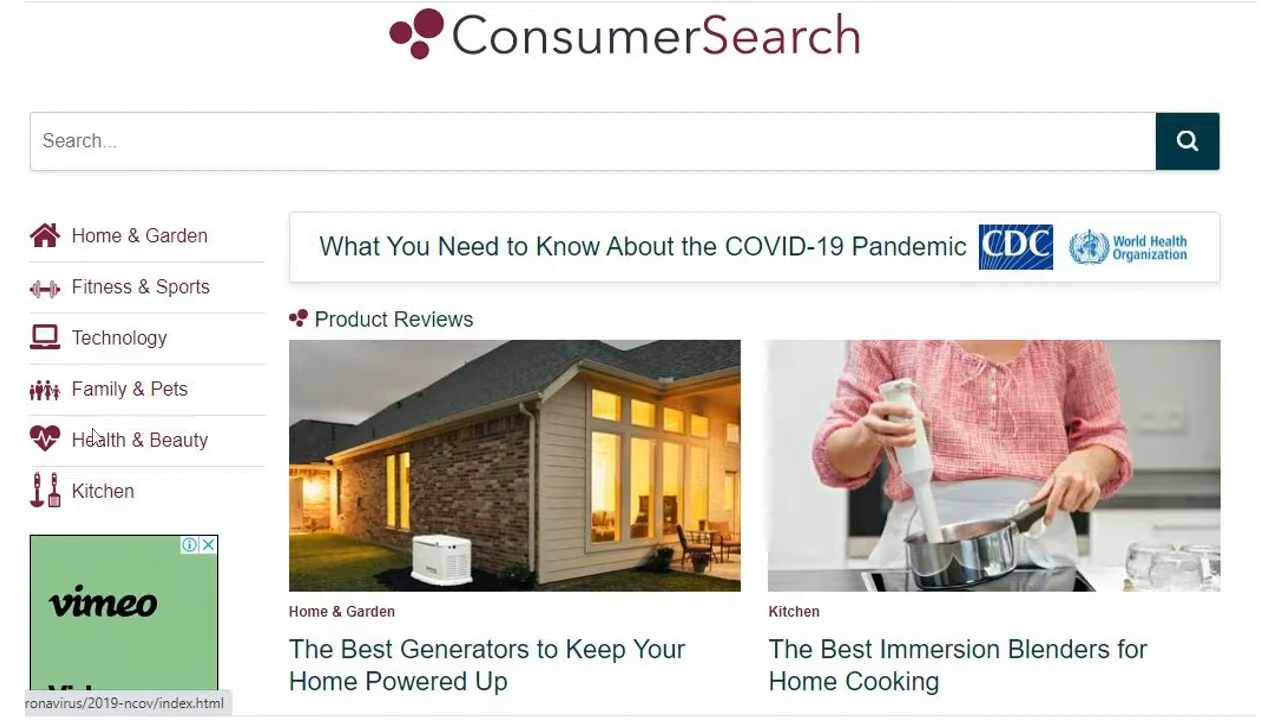 ConsumerSearch
Search...
Home & Garden
Fitness & Sports
Technology
Family & Pets
Health & Beauty
Kitchen
What You Need to Know About the COVID-19 Pandemic
CDC
World Health
Organization
Product Reviews
Home & Garden
The Best Generators to Keep Your
Home Powered Up
Kitchen
The Best Immersion Blenders for
Home Cooking
vimeo
ronavirus/2019-ncov/index.html